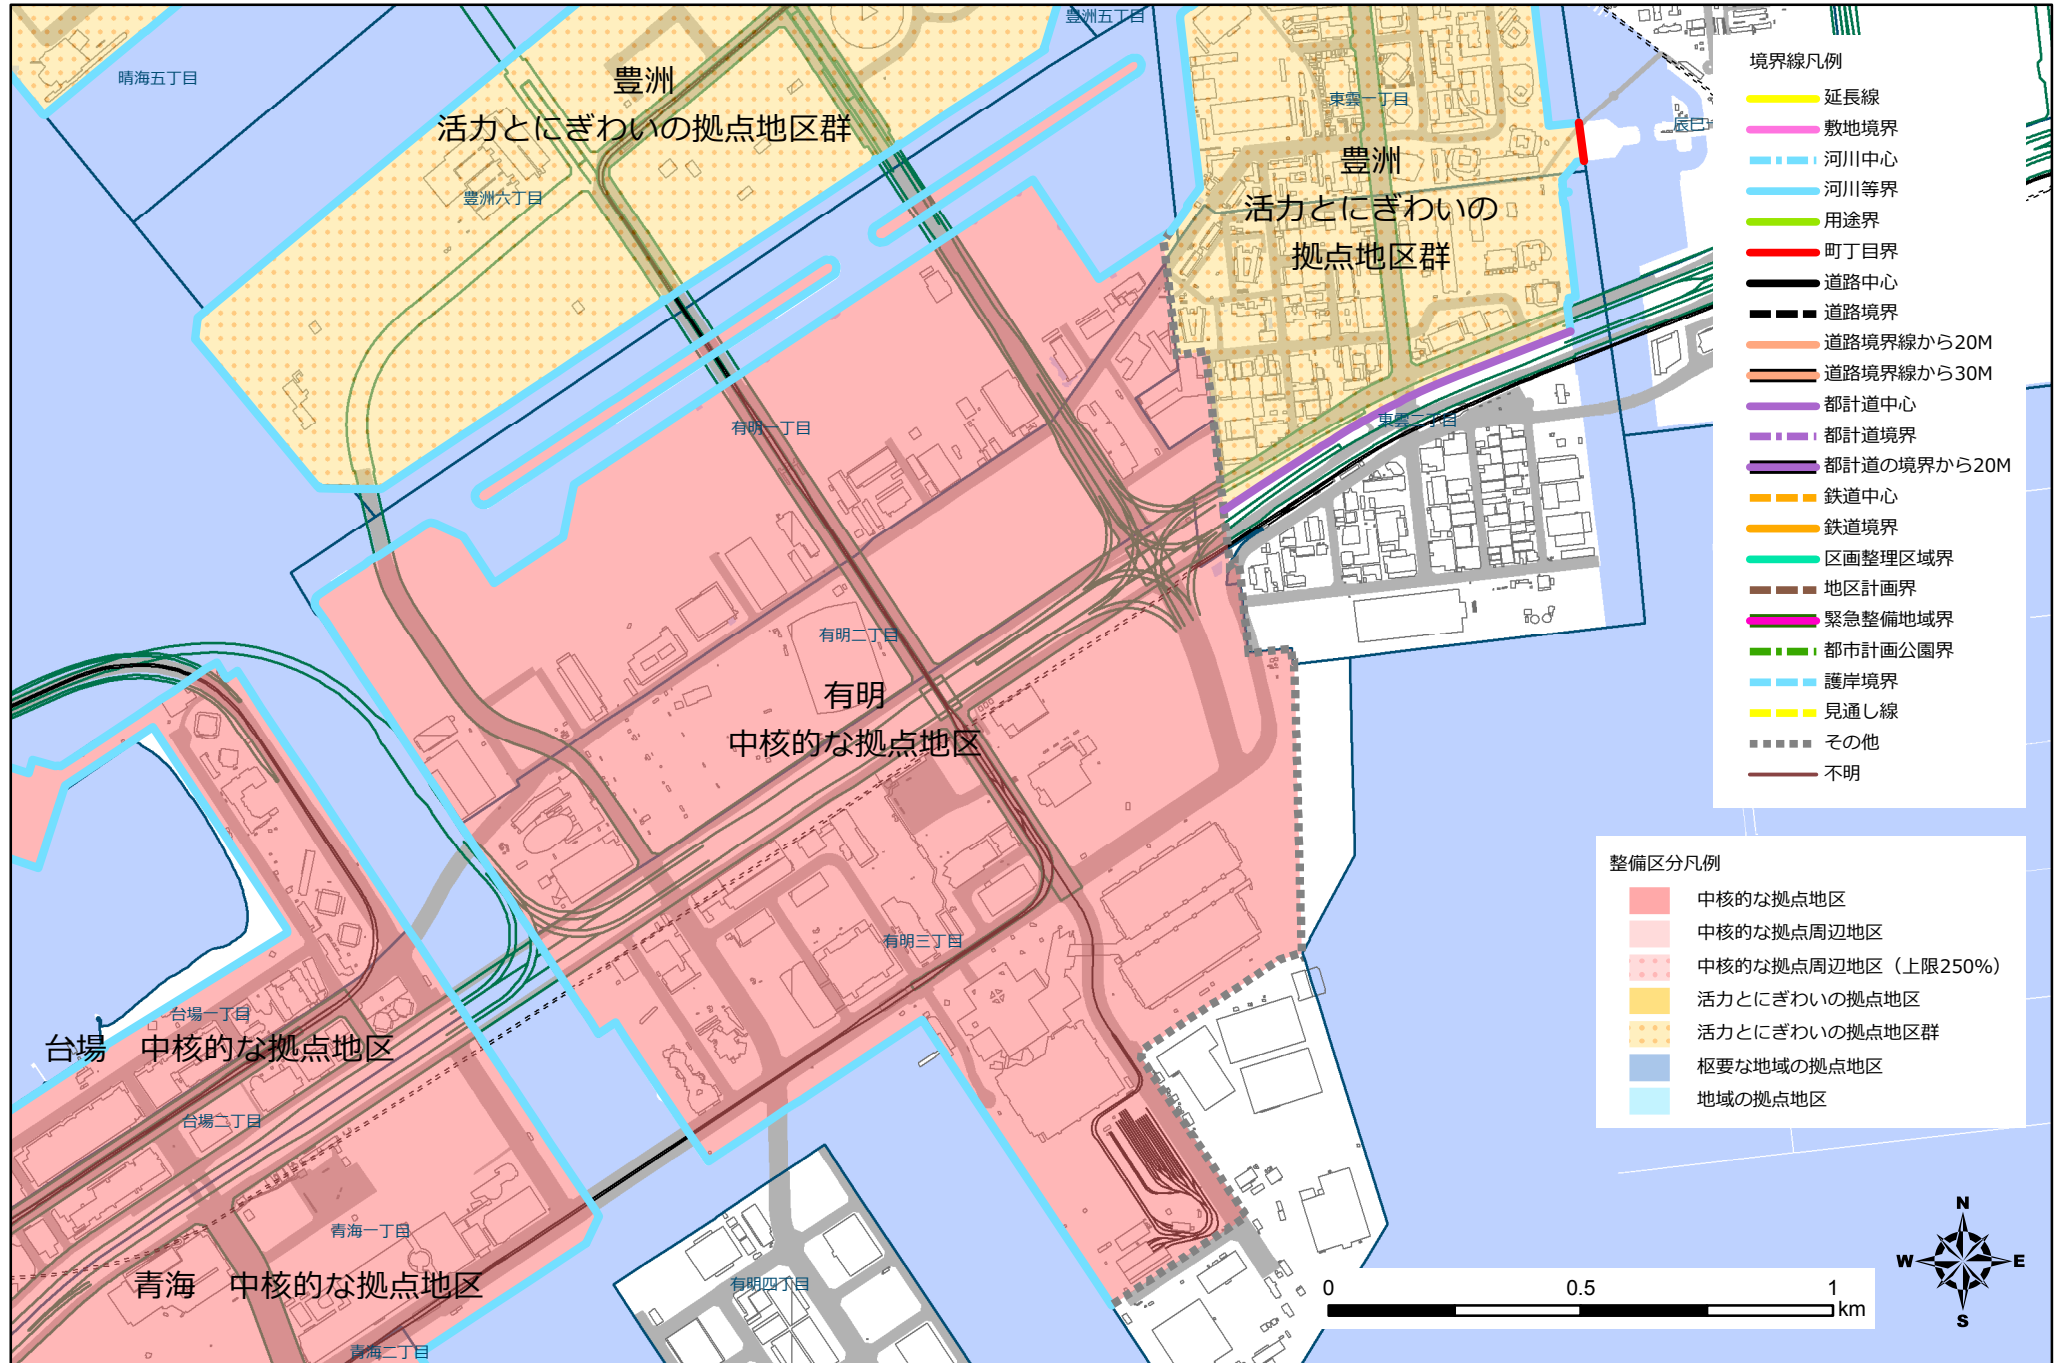 豊洲五丁目
晴海五丁目
豊洲
活力とにぎわいの拠点地区群
豊洲六丁目
東雲一丁目
豊洲
活力とにぎわいの
拠点地区群
東雲二丁目
有明一丁目
有明二丁目
有明
中核的な拠点地区
有明三丁目
台場一丁目
台場 中核的な拠点地区
台場二丁目
青海一丁目
青海 中核的な拠点地区
青海二丁目
有明四丁目
境界線凡例
延長線
敷地境界
河川中心
河川等界
用途界
町丁目界
道路中心
道路境界
道路境界線から20M
道路境界線から30M
都計道中心
都計道境界
都計道の境界から20M
鉄道中心
鉄道境界
区画整理区域界
地区計画界
緊急整備地域界
都市計画公園界
護岸境界
見通し線
その他
不明
整備区分凡例
中核的な拠点地区
中核的な拠点周辺地区
中核的な拠点周辺地区（上限250%）
活力とにぎわいの拠点地区
活力とにぎわいの拠点地区群
枢要な地域の拠点地区
地域の拠点地区
0 0.5 1
km
N
W E
S